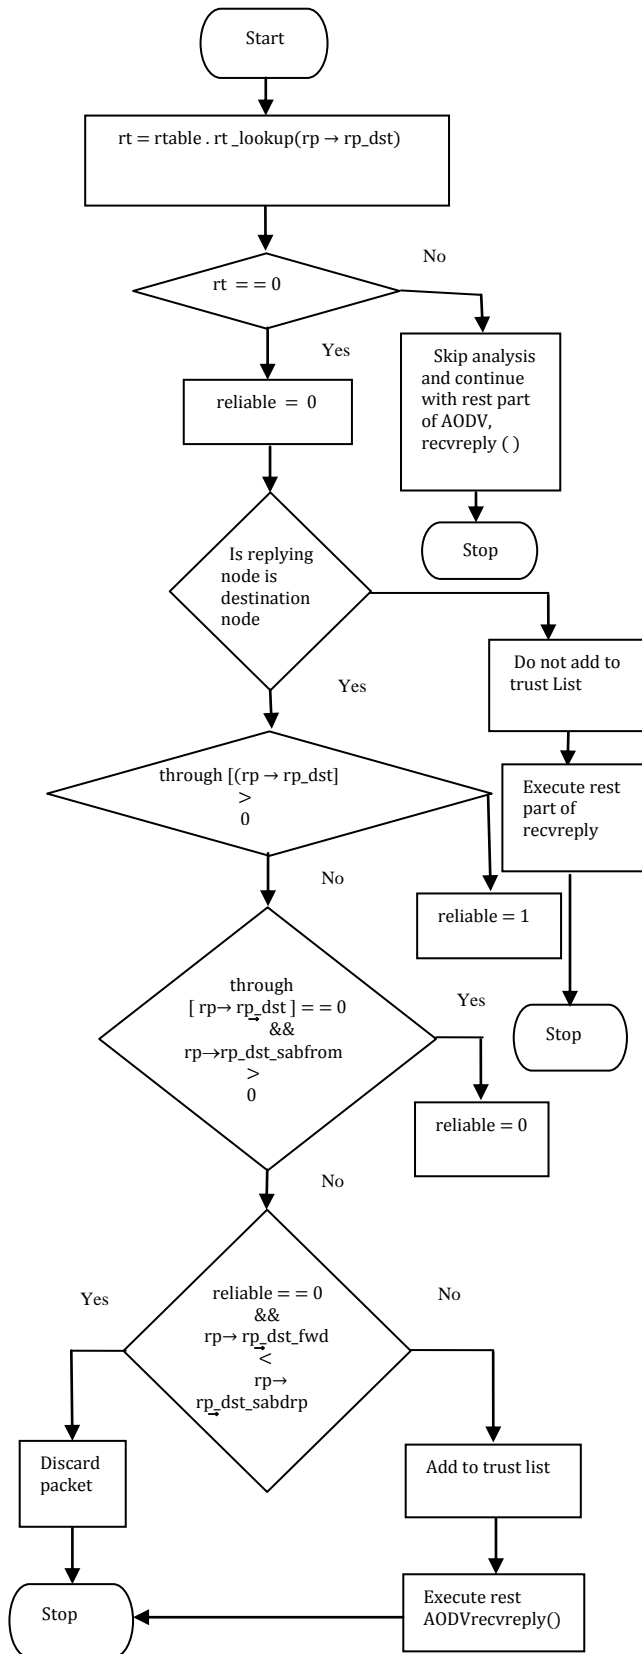 Start
rt = rtable . rt _lookup(rp → rp_dst)
No
rt = = 0
Yes
Skip analysis
and continue
with rest part
of AODV,
recvreply ( )
reliable = 0
Stop
Is replying
node is
destination
node
Do not add to
trust List
Yes
through [(rp → rp_dst]
>
0
Execute rest
part of
recvreply
No
reliable = 1
through
[ rp→ rp_dst ] = = 0
&&
rp→rp_dst_sabfrom
>
0
Yes
Stop
reliable = 0
No
Yes
reliable = = 0
&&
rp→ rp_dst_fwd
<
rp→
rp_dst_sabdrp
No
Discard
packet
Add to trust list
Stop
Execute rest
AODVrecvreply()